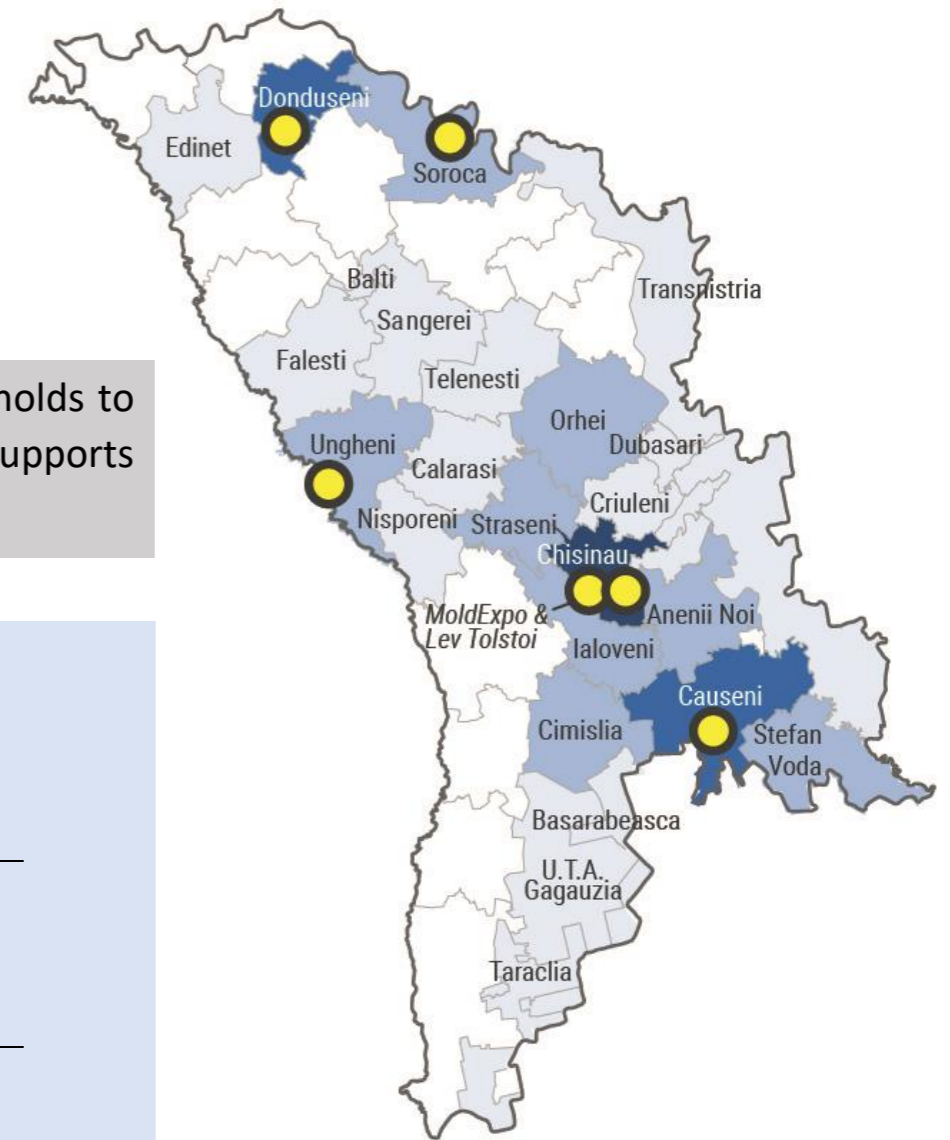 Donduseni
Edinet
Soroca
Balti
Transnistria
Sangerei
Falesti
Telenesti
nolds to
upports
Orhei
Ungheni
Dubasari
Calarasi
Criuleni
Nisporeni
Straseni
Chisinau
MoldExpo &
Lev Tolstoi
Anenii Noi
Ialoveni
Causeni
Cimislia
Stefan
Voda
Basarabeasca
U.T.A.
Gagauzia
Taraclia